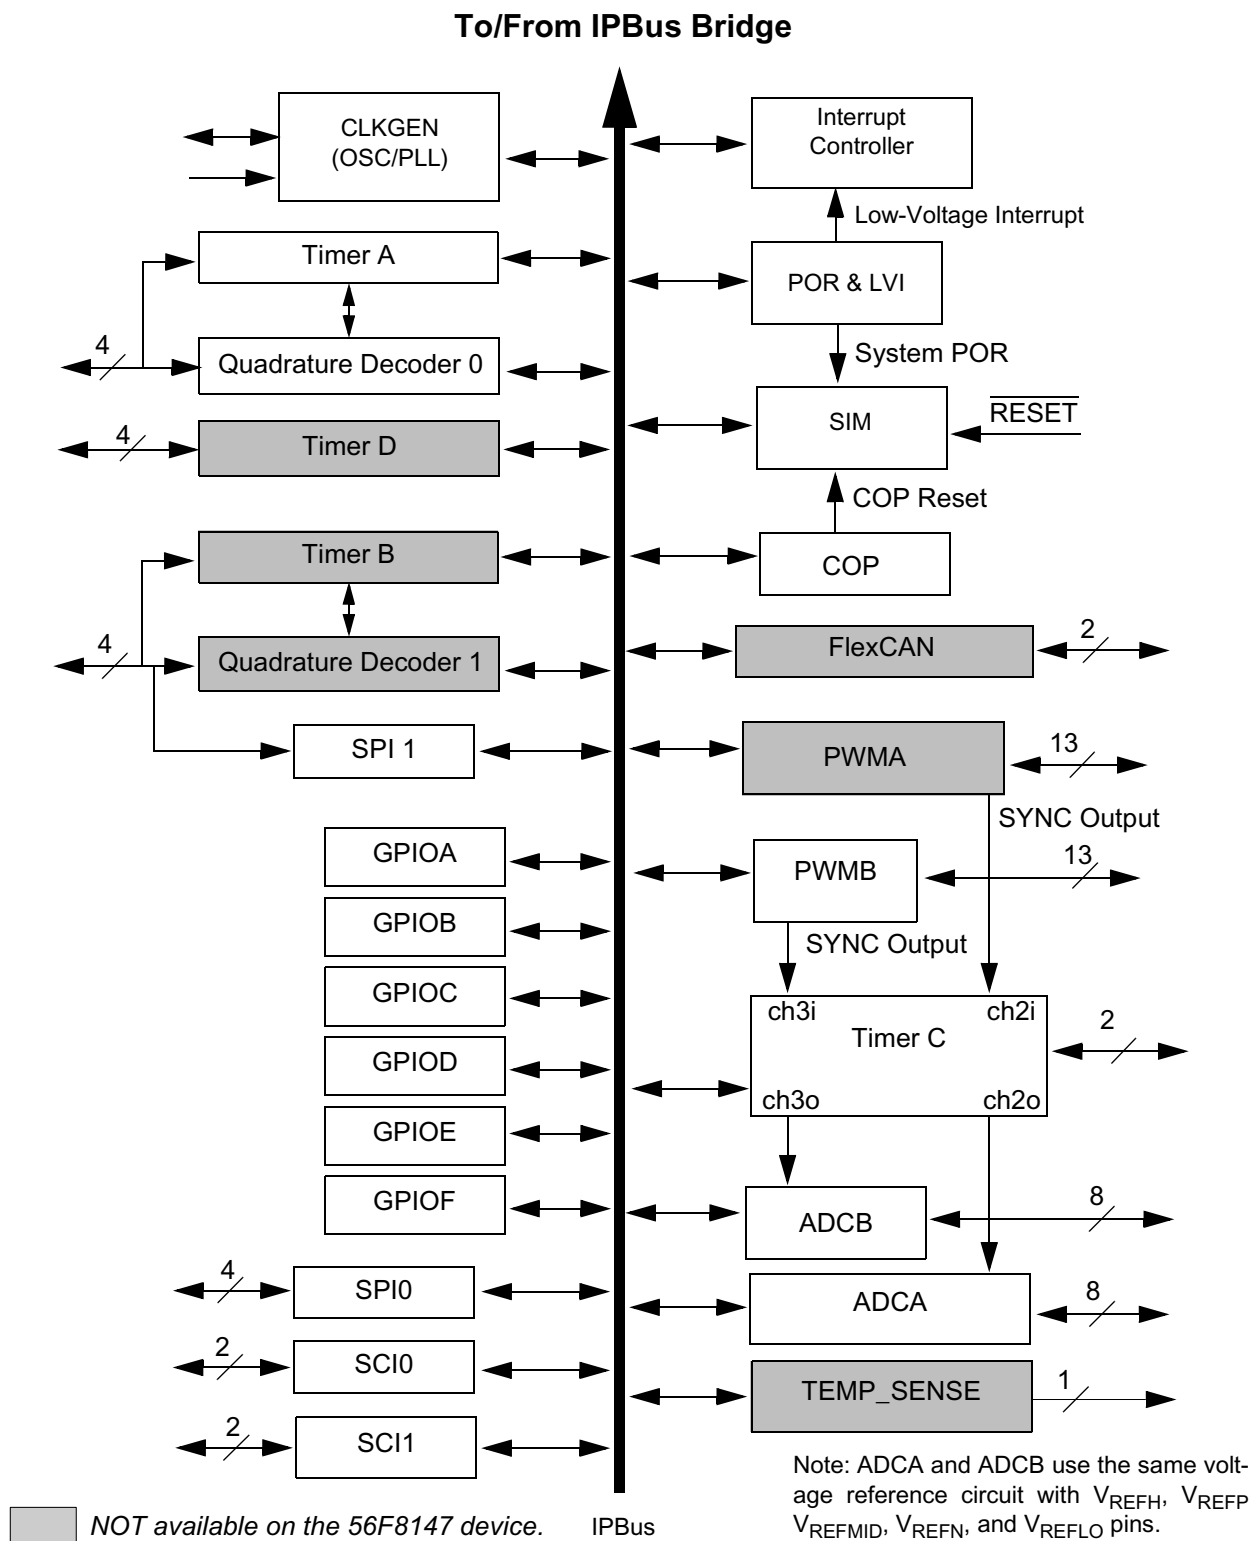 To/From IPBus Bridge
CLKGEN
(OSC/PLL)
Interrupt
Controller
Low-Voltage Interrupt
Timer A
POR & LVI
4
Quadrature Decoder 0
System POR
SIM
RESET
4
Timer D
COP Reset
Timer B
COP
4
Quadrature Decoder 1
FlexCAN
2
SPI 1
PWMA
13
SYNC Output
GPIOA
PWMB
13
GPIOB
SYNC Output
GPIOC
ch3i
ch2i
Timer C
2
GPIOD
ch3o
ch2o
GPIOE
GPIOF
ADCB
8
4
SPI0
ADCA
8
2
SCI0
TEMP_SENSE
1
2
SCI1
Note: ADCA and ADCB use the same volt-
age reference circuit with VREFH, VREFP
VREFMID, VREFN, and VREFLO pins.
NOT available on the 56F8147 device.
IPBus